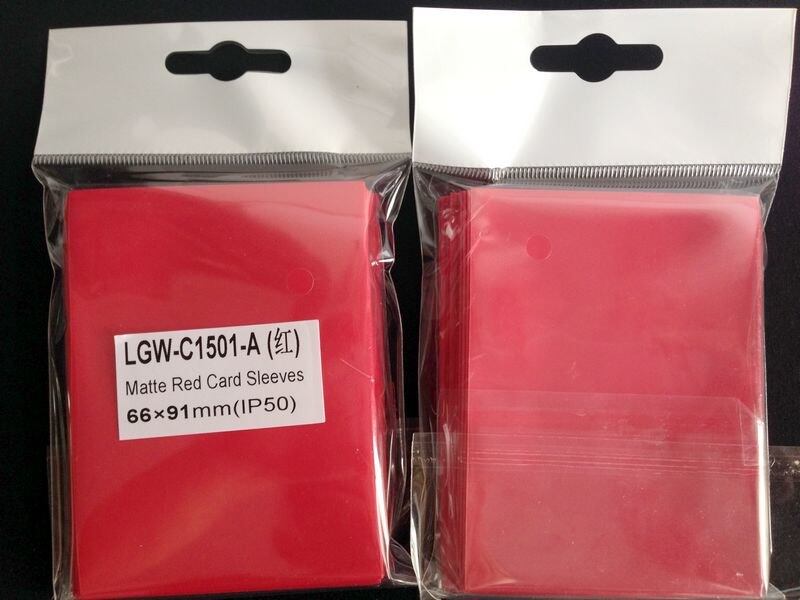 LGW-C1501-A (红)
Matte Red Card Sleeves
66×91mm(IP50)